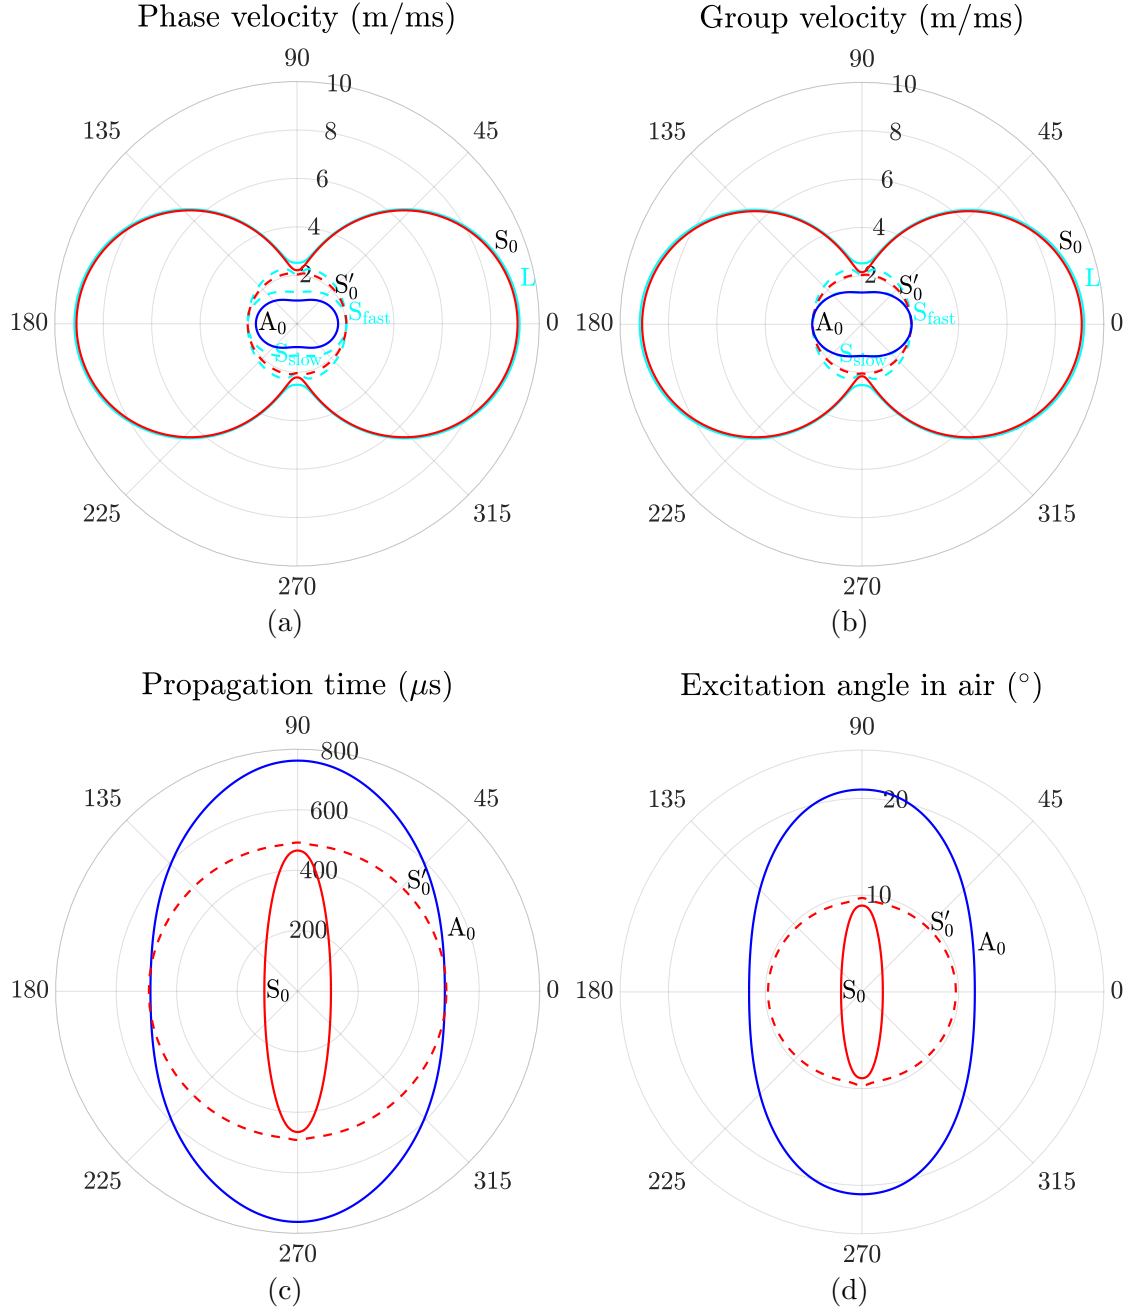 Phase velocity (m/ms)
90
10
135
45
8
6
4
S₀
L
2
S′₀
S_fast
180
A₀
0
S_slow
225
315
270
(a)
Group velocity (m/ms)
90
10
135
45
8
6
4
S₀
L
2
S′₀
S_fast
180
A₀
0
S_slow
225
315
270
(b)
Propagation time (μs)
90
800
135
45
600
400
S′₀
200
A₀
180
S₀
0
225
315
270
(c)
Excitation angle in air (°)
90
135
20
45
10
S′₀
A₀
180
S₀
0
225
315
270
(d)